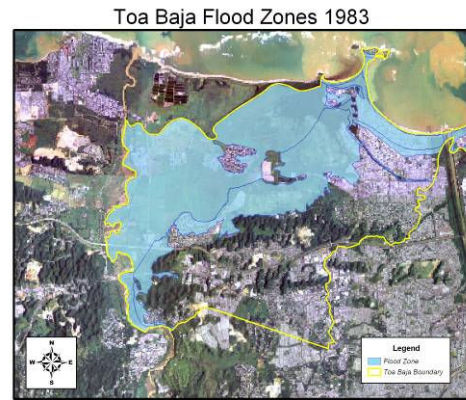 Toa Baja Flood Zones 1983
N
W E
S
Legend
Flood Zone
Toa Baja Boundary